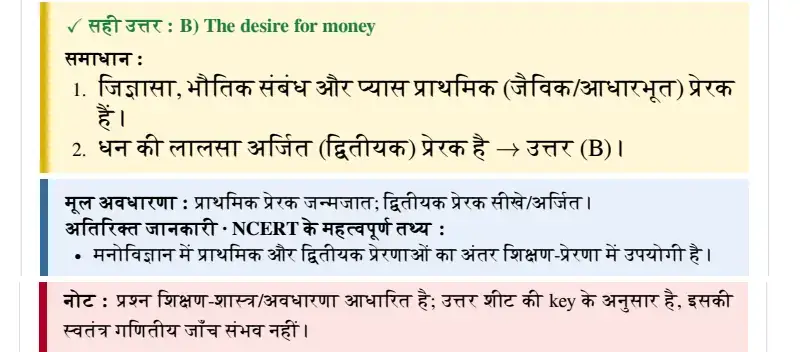 ✓ सही उत्तर : B) The desire for money
समाधान :
1. जिज्ञासा, भौतिक संबंध और प्यास प्राथमिक (जैविक/आधारभूत) प्रेरक
हैं।
2. धन की लालसा अर्जित (द्वितीयक) प्रेरक है → उत्तर (B)।
मूल अवधारणा : प्राथमिक प्रेरक जन्मजात; द्वितीयक प्रेरक सीखे/अर्जित।
अतिरिक्त जानकारी · NCERT के महत्वपूर्ण तथ्य :
• मनोविज्ञान में प्राथमिक और द्वितीयक प्रेरणाओं का अंतर शिक्षण-प्रेरणा में उपयोगी है।
नोट : प्रश्न शिक्षण-शास्त्र/अवधारणा आधारित है; उत्तर शीट की key के अनुसार है, इसकी
स्वतंत्र गणितीय जाँच संभव नहीं।